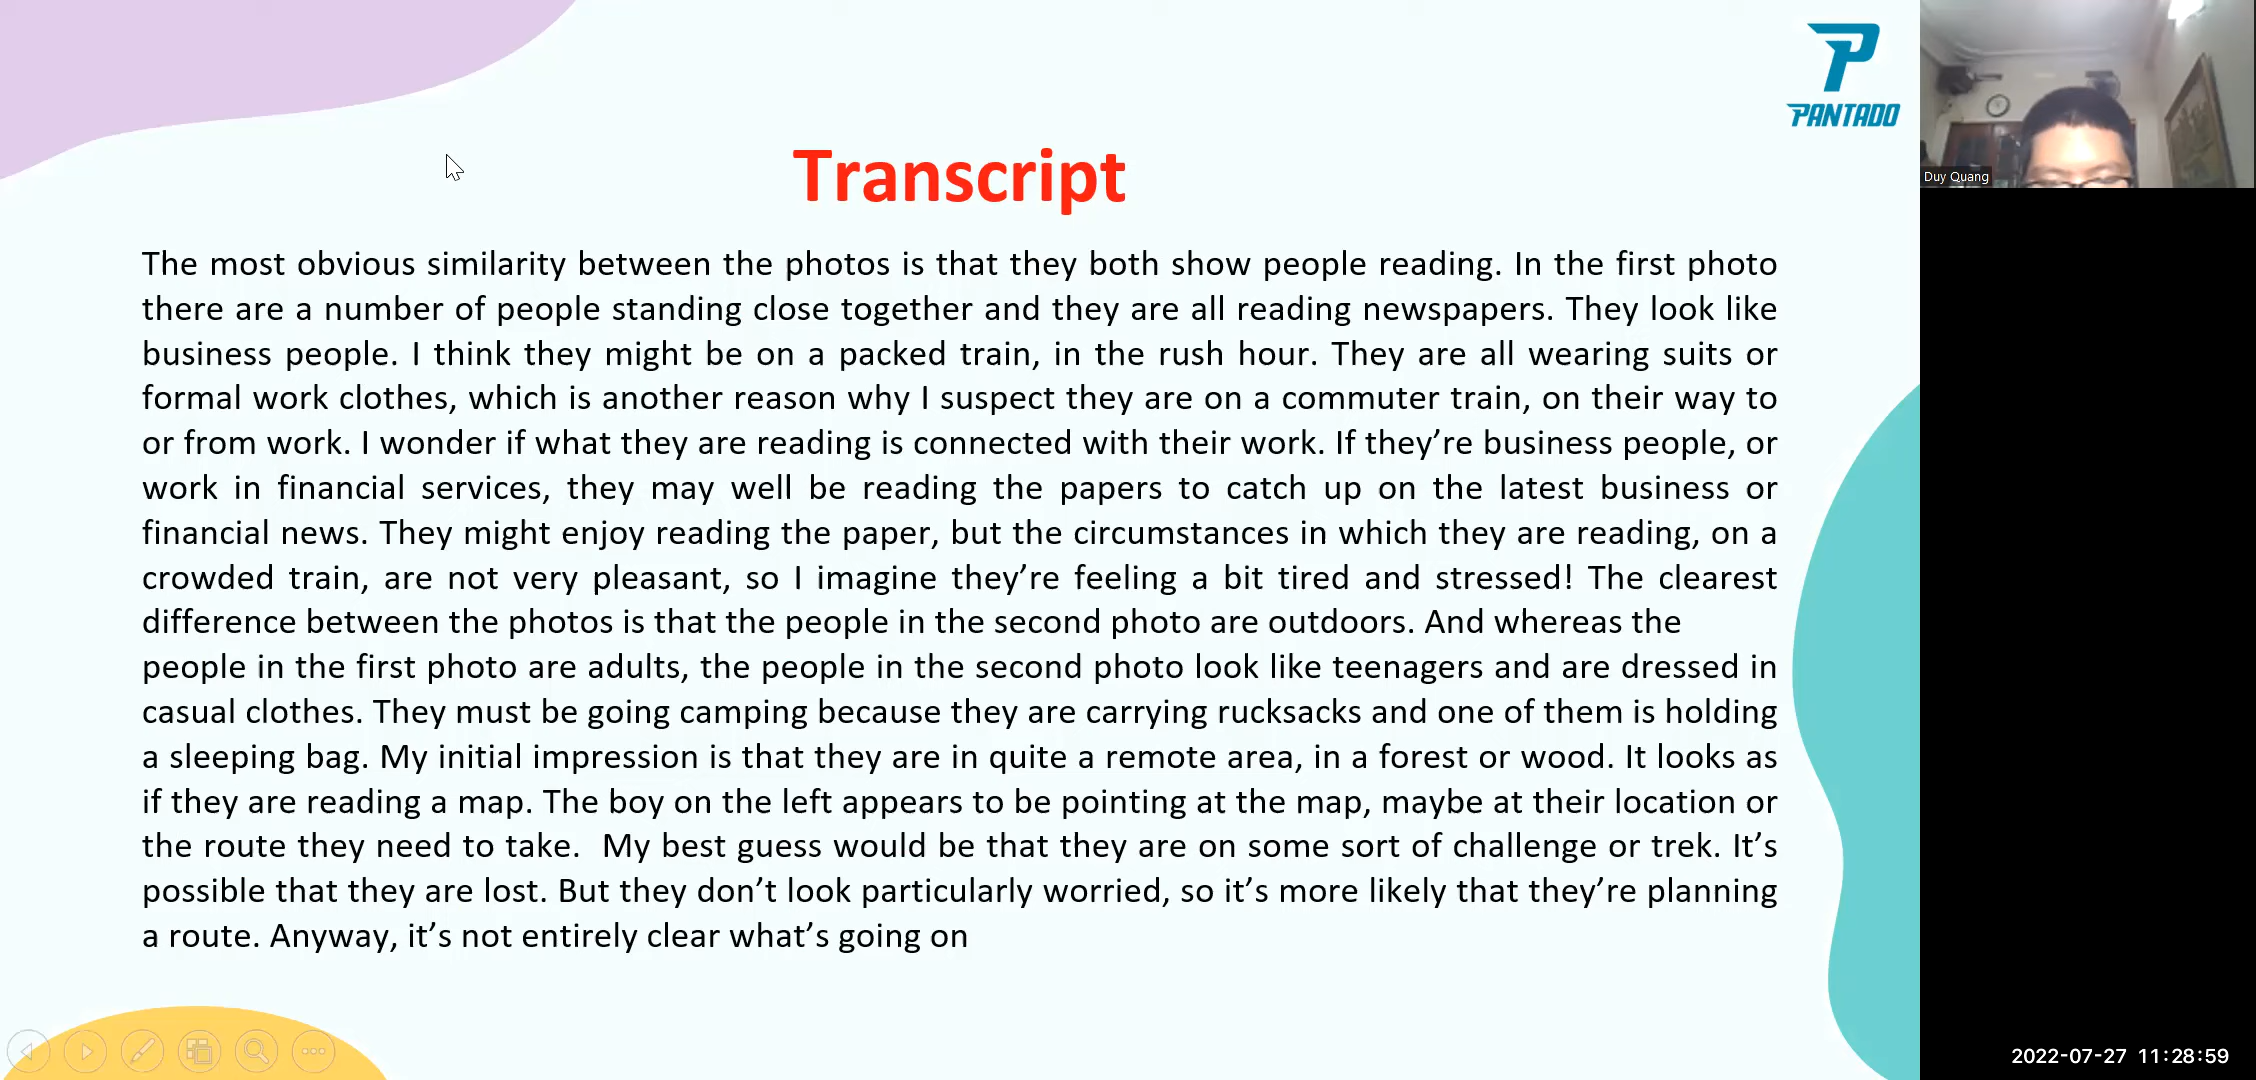 PANTADO
Transcript
Duy Quang
The most obvious similarity between the photos is that they both show people reading. In the first photo
there are a number of people standing close together and they are all reading newspapers. They look like
business people. I think they might be on a packed train, in the rush hour. They are all wearing suits or
formal work clothes, which is another reason why I suspect they are on a commuter train, on their way to
or from work. I wonder if what they are reading is connected with their work. If they’re business people, or
work in financial services, they may well be reading the papers to catch up on the latest business or
financial news. They might enjoy reading the paper, but the circumstances in which they are reading, on a
crowded train, are not very pleasant, so I imagine they’re feeling a bit tired and stressed! The clearest
difference between the photos is that the people in the second photo are outdoors. And whereas the
people in the first photo are adults, the people in the second photo look like teenagers and are dressed in
casual clothes. They must be going camping because they are carrying rucksacks and one of them is holding
a sleeping bag. My initial impression is that they are in quite a remote area, in a forest or wood. It looks as
if they are reading a map. The boy on the left appears to be pointing at the map, maybe at their location or
the route they need to take.  My best guess would be that they are on some sort of challenge or trek. It’s
possible that they are lost. But they don’t look particularly worried, so it’s more likely that they’re planning
a route. Anyway, it’s not entirely clear what’s going on
2022-07-27 11:28:59